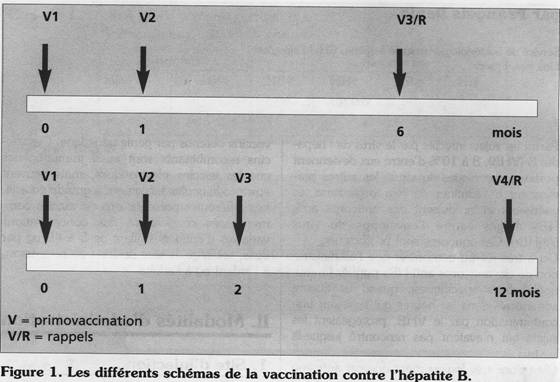 V1 V2 V3/R
0 1 6 mois
V1 V2 V3 V4/R
0 1 2 12 mois
V = primovaccination
V/R = rappels
Figure 1. Les différents schémas de la vaccination contre l'hépatite B.